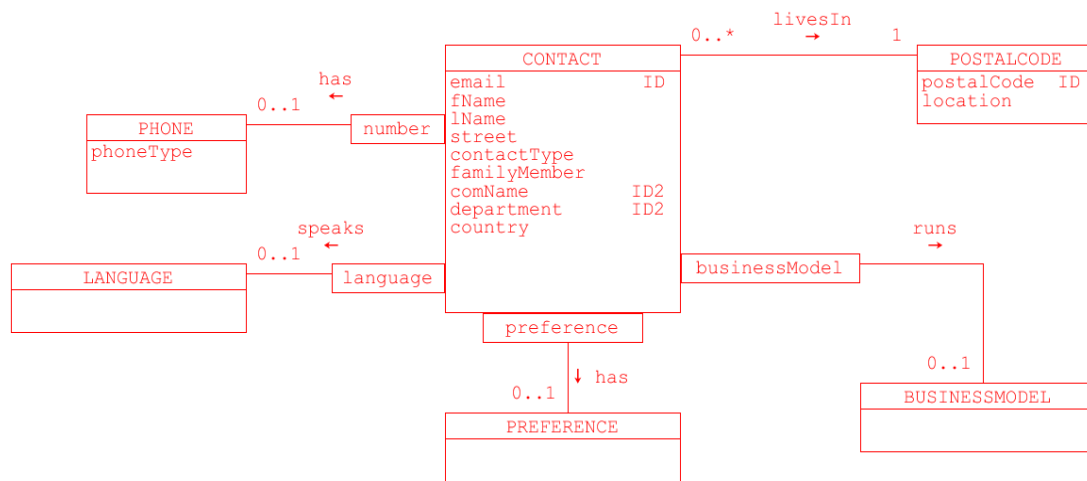 livesIn
0..* → 1
CONTACT
email ID
fName
lName
street
contactType
familyMember
comName ID2
department ID2
country
POSTALCODE
postalCode ID
location
has
←
0..1
number
PHONE
phoneType
speaks
←
0..1
language
LANGUAGE
runs
→
businessModel
0..1
BUSINESSMODEL
preference
↓ has
0..1
PREFERENCE